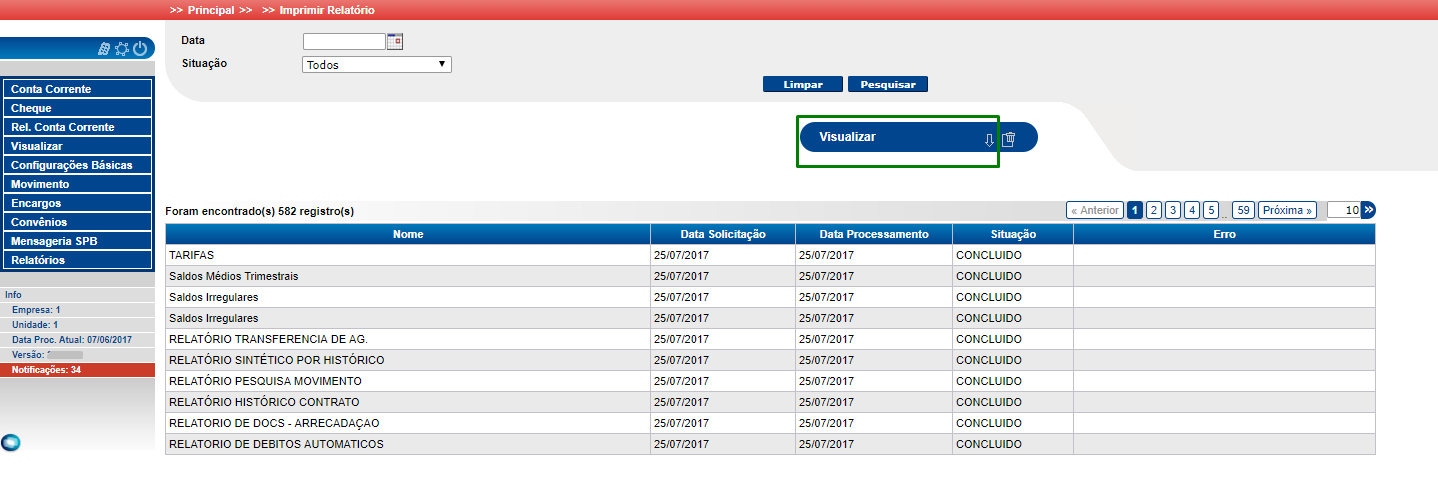 >> Principal >> >> Imprimir Relatório
Data
Situação Todos
Limpar Pesquisar
Conta Corrente
Cheque
Rel. Conta Corrente
Visualizar
Configurações Básicas
Movimento
Encargos
Convênios
Mensageria SPB
Relatórios
Info
Empresa: 1
Unidade: 1
Data Proc. Atual: 07/06/2017
Versão:
Notificações: 34
Visualizar
Foram encontrado(s) 582 registro(s)
« Anterior 1 2 3 4 5 .. 59 Próxima » 10 »
Nome Data Solicitação Data Processamento Situação Erro
TARIFAS 25/07/2017 25/07/2017 CONCLUIDO
Saldos Médios Trimestrais 25/07/2017 25/07/2017 CONCLUIDO
Saldos Irregulares 25/07/2017 25/07/2017 CONCLUIDO
Saldos Irregulares 25/07/2017 25/07/2017 CONCLUIDO
RELATÓRIO TRANSFERENCIA DE AG. 25/07/2017 25/07/2017 CONCLUIDO
RELATÓRIO SINTÉTICO POR HISTÓRICO 25/07/2017 25/07/2017 CONCLUIDO
RELATÓRIO PESQUISA MOVIMENTO 25/07/2017 25/07/2017 CONCLUIDO
RELATÓRIO HISTÓRICO CONTRATO 25/07/2017 25/07/2017 CONCLUIDO
RELATORIO DE DOCS - ARRECADAÇAO 25/07/2017 25/07/2017 CONCLUIDO
RELATORIO DE DEBITOS AUTOMATICOS 25/07/2017 25/07/2017 CONCLUIDO